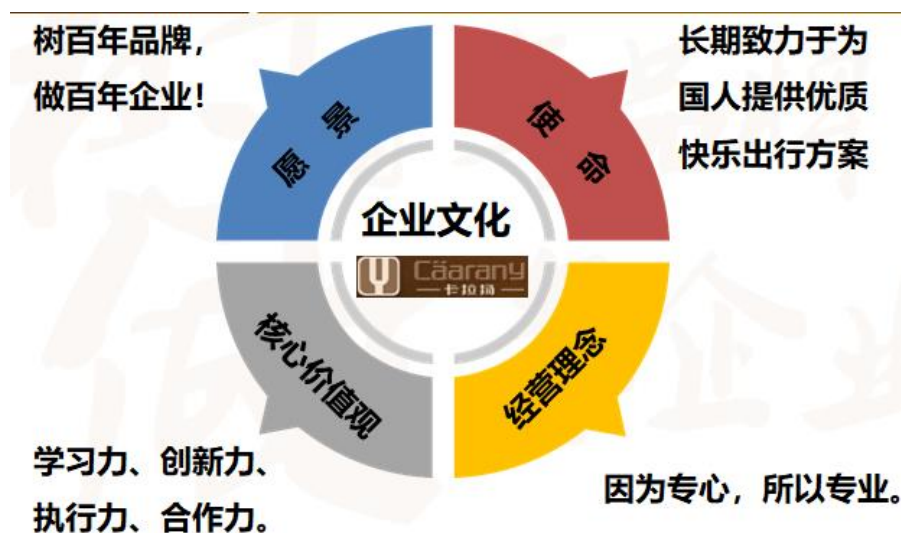 树百年品牌，
做百年企业！
愿 景
使 命
长期致力于为
国人提供优质
快乐出行方案
企业文化
Cäarany
卡拉扬
核心价值观
经营理念
学习力、创新力、
执行力、合作力。
因为专心，所以专业。